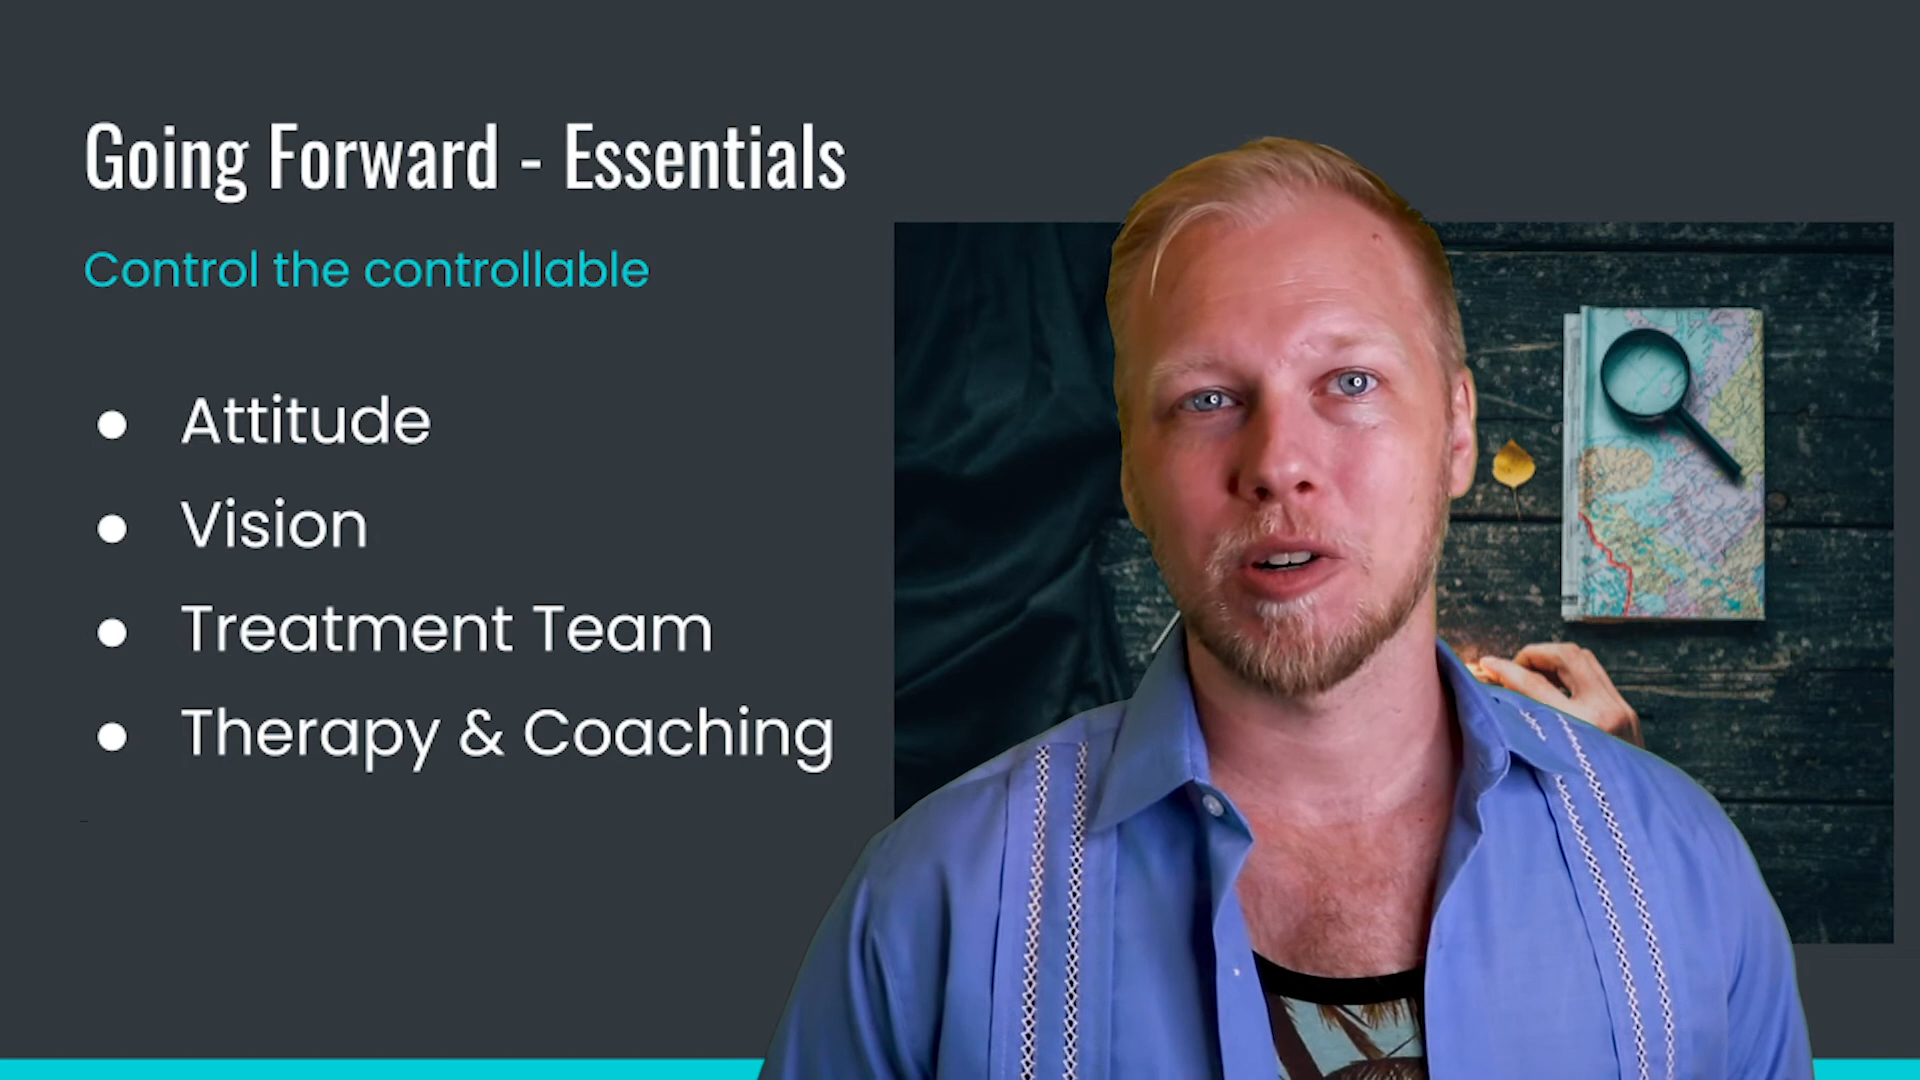 Going Forward - Essentials
Control the controllable
● Attitude
● Vision
● Treatment Team
● Therapy & Coaching